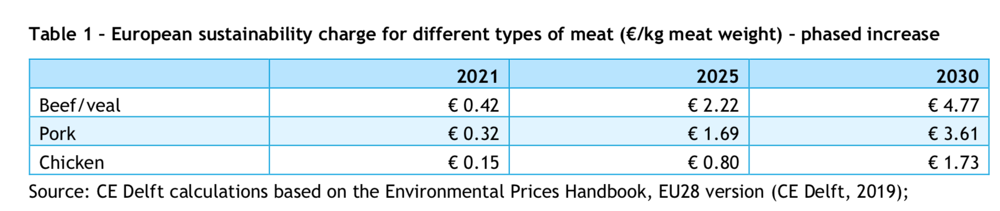 Table 1 – European sustainability charge for different types of meat (€/kg meat weight) – phased increase
2021 2025 2030
Beef/veal € 0.42 € 2.22 € 4.77
Pork € 0.32 € 1.69 € 3.61
Chicken € 0.15 € 0.80 € 1.73
Source: CE Delft calculations based on the Environmental Prices Handbook, EU28 version (CE Delft, 2019);